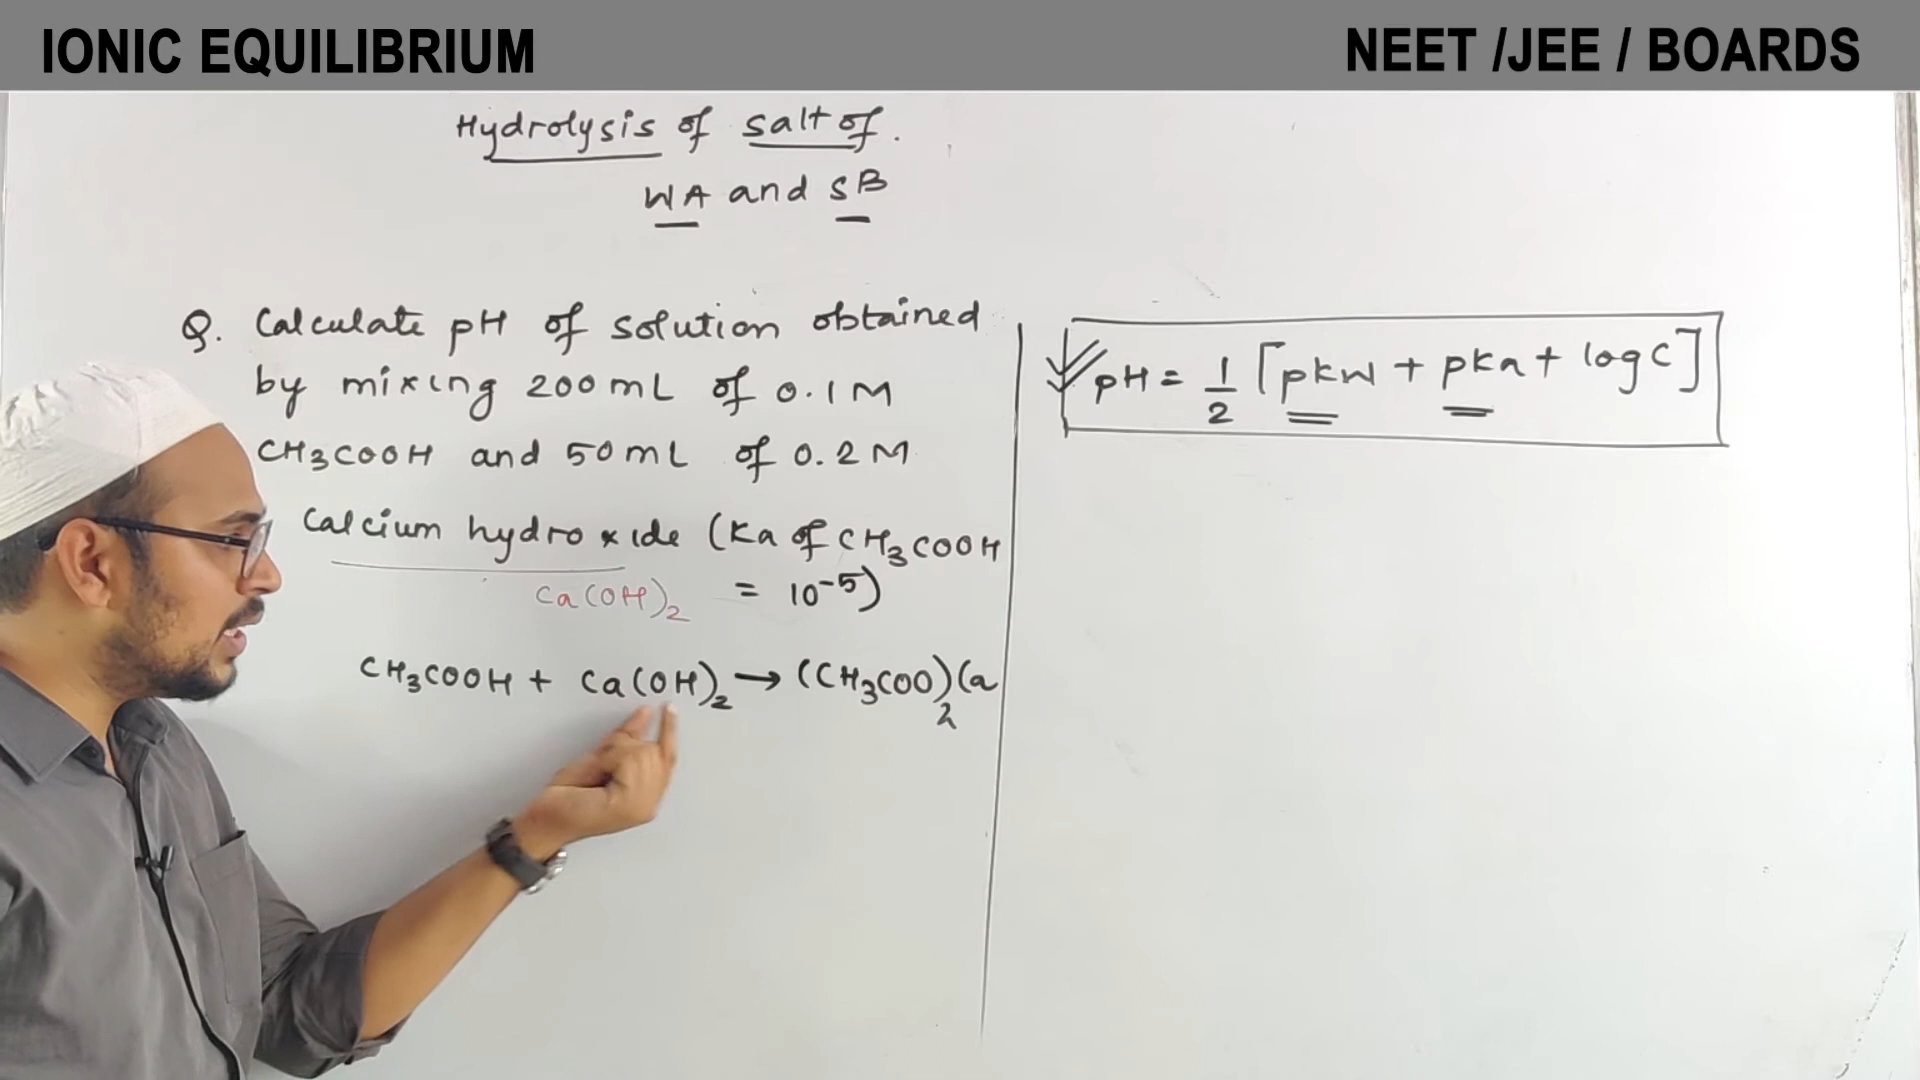 IONIC EQUILIBRIUM
NEET /JEE / BOARDS
Hydrolysis of salt of.
WA and SB
Q. Calculate pH of solution obtained
by mixing 200 mL of 0.1 M
CH₃COOH and 50 mL of 0.2 M
Calcium hydroxide (Ka of CH₃COOH
Ca(OH)₂ = 10⁻⁵)
CH₃COOH + Ca(OH)₂ → (CH₃COO)₂Ca
pH = 1/2 [pKw + pKa + log C]